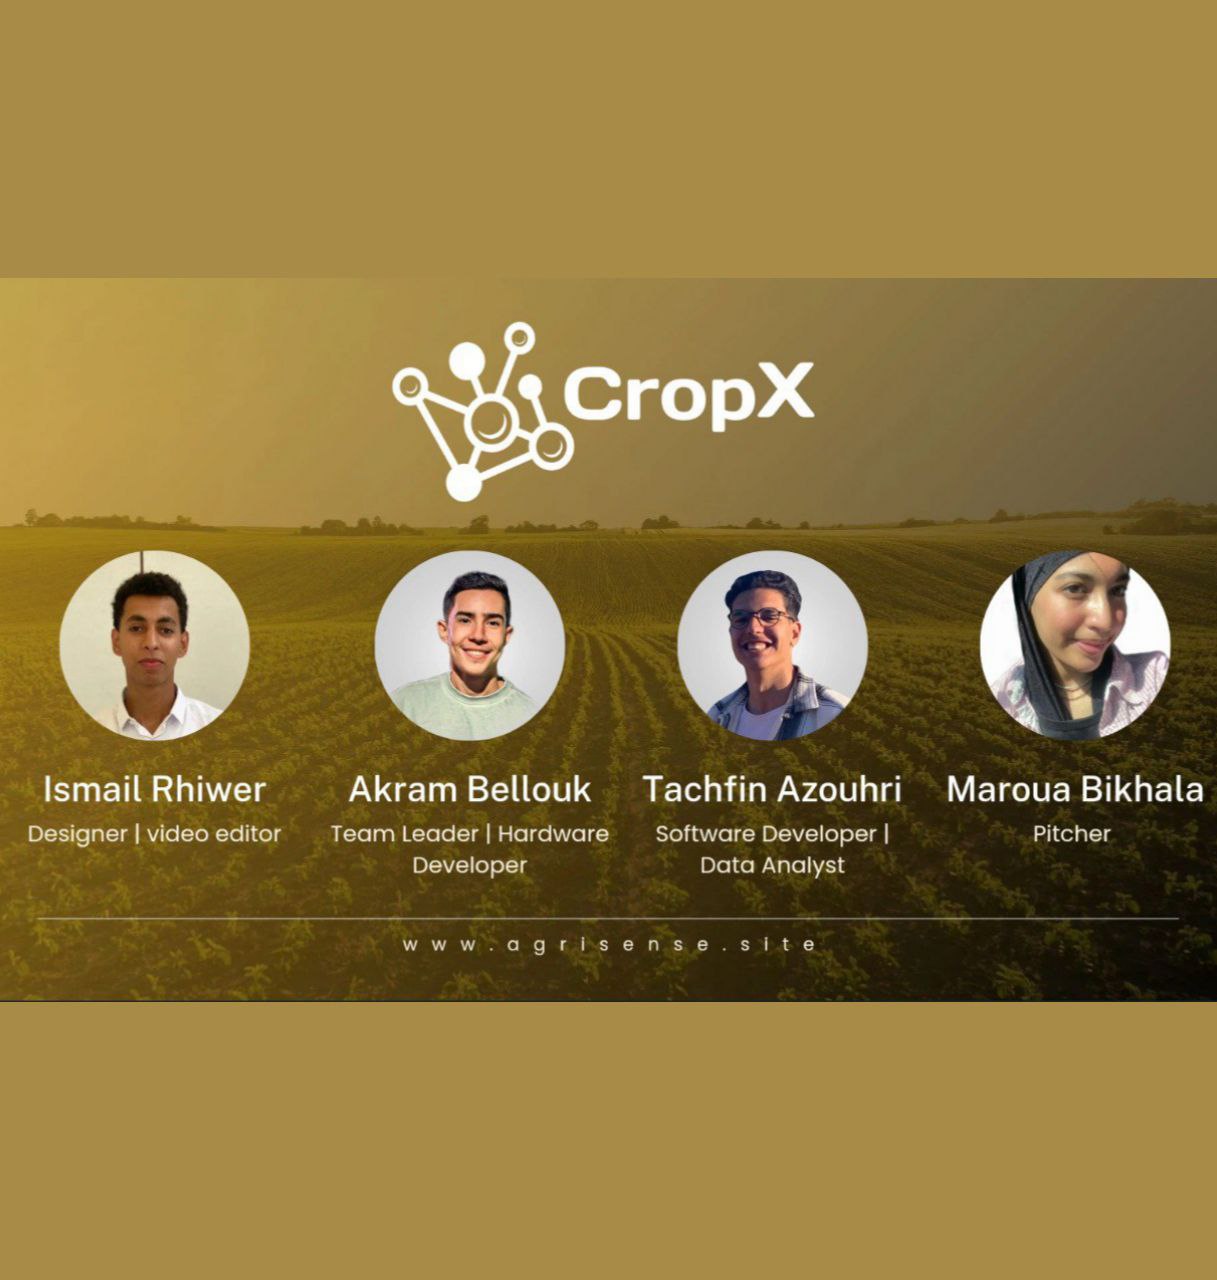 CropX
Ismail Rhiwer
Designer | video editor
Akram Bellouk
Team Leader | Hardware
Developer
Tachfin Azouhri
Software Developer |
Data Analyst
Maroua Bikhala
Pitcher
www.agrisense.site